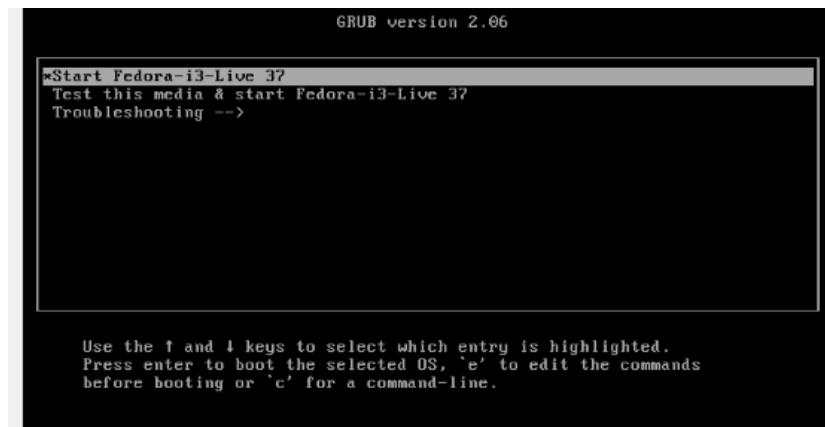 GRUB version 2.06
*Start Fedora-i3-Live 37
Test this media & start Fedora-i3-Live 37
Troubleshooting -->
Use the ↑ and ↓ keys to select which entry is highlighted.
Press enter to boot the selected OS, `e' to edit the commands
before booting or `c' for a command-line.